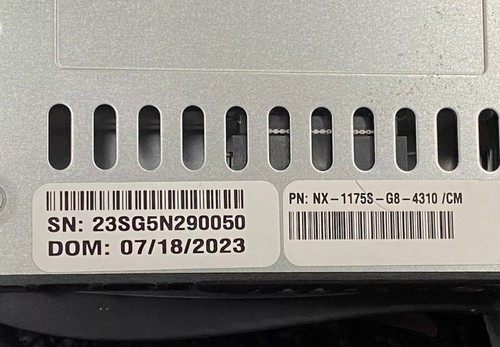 SN: 23SG5N290050
DOM: 07/18/2023
PN: NX-1175S-G8-4310 /CM